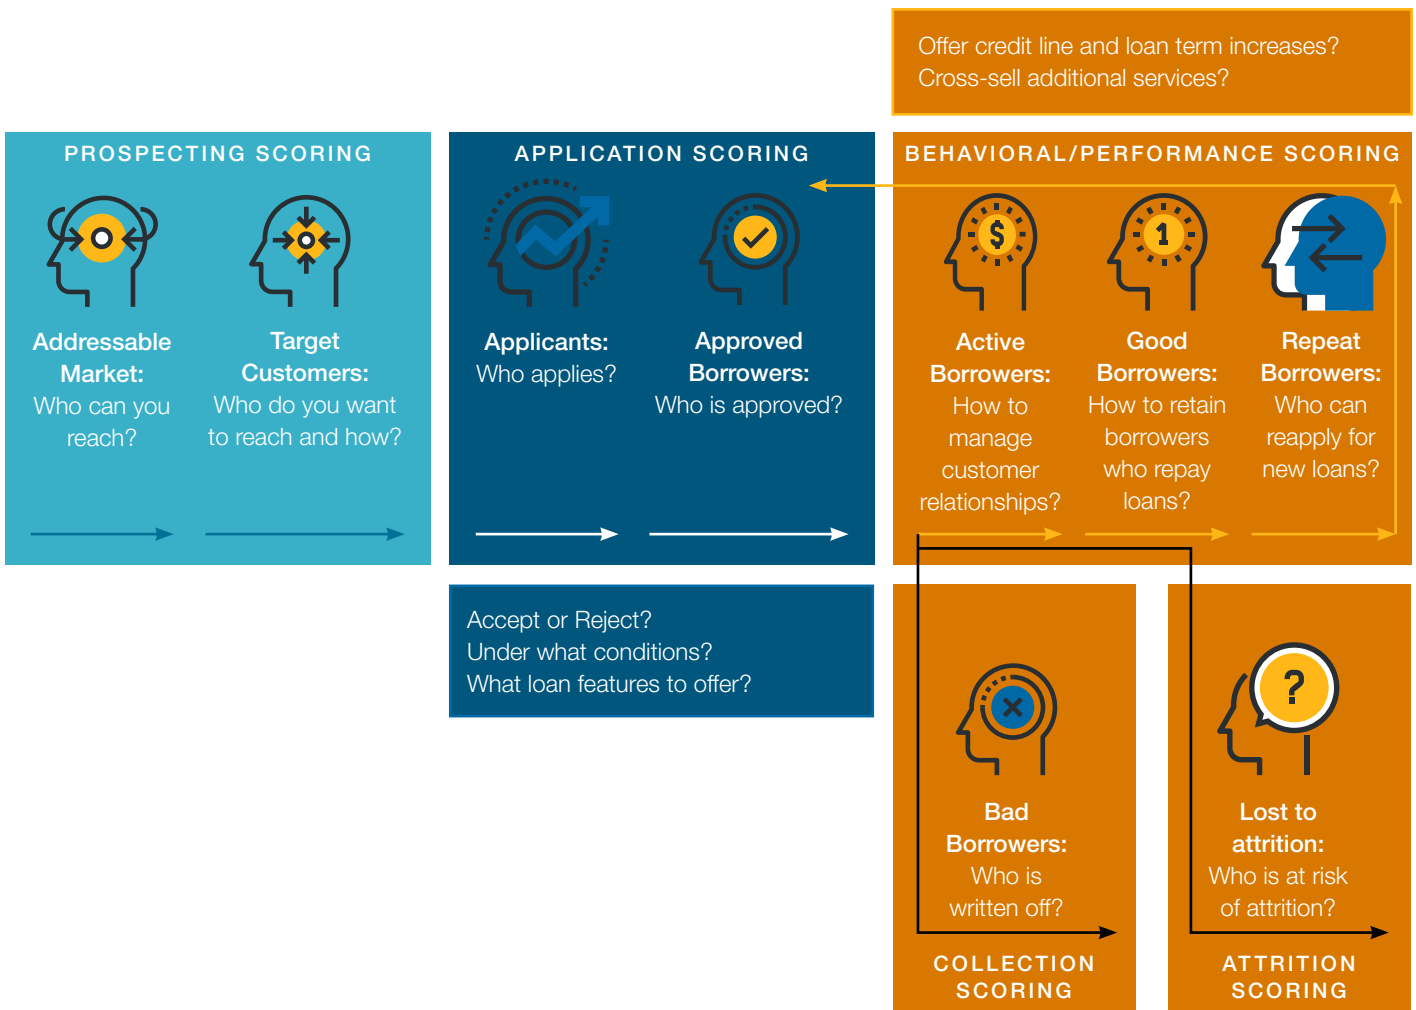 Offer credit line and loan term increases?
Cross-sell additional services?
PROSPECTING SCORING
Addressable
Market:
Who can you
reach?
Target
Customers:
Who do you want
to reach and how?
APPLICATION SCORING
Applicants:
Who applies?
Approved
Borrowers:
Who is approved?
Accept or Reject?
Under what conditions?
What loan features to offer?
BEHAVIORAL/PERFORMANCE SCORING
$
Active
Borrowers:
How to
manage
customer
relationships?
1
Good
Borrowers:
How to retain
borrowers
who repay
loans?
Repeat
Borrowers:
Who can
reapply for
new loans?
Bad
Borrowers:
Who is
written off?
COLLECTION
SCORING
?
Lost to
attrition:
Who is at risk
of attrition?
ATTRITION
SCORING